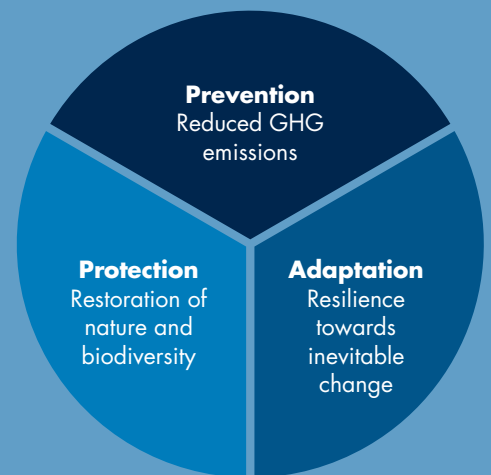 Prevention
Reduced GHG
emissions
Protection
Restoration of
nature and
biodiversity
Adaptation
Resilience
towards
inevitable
change